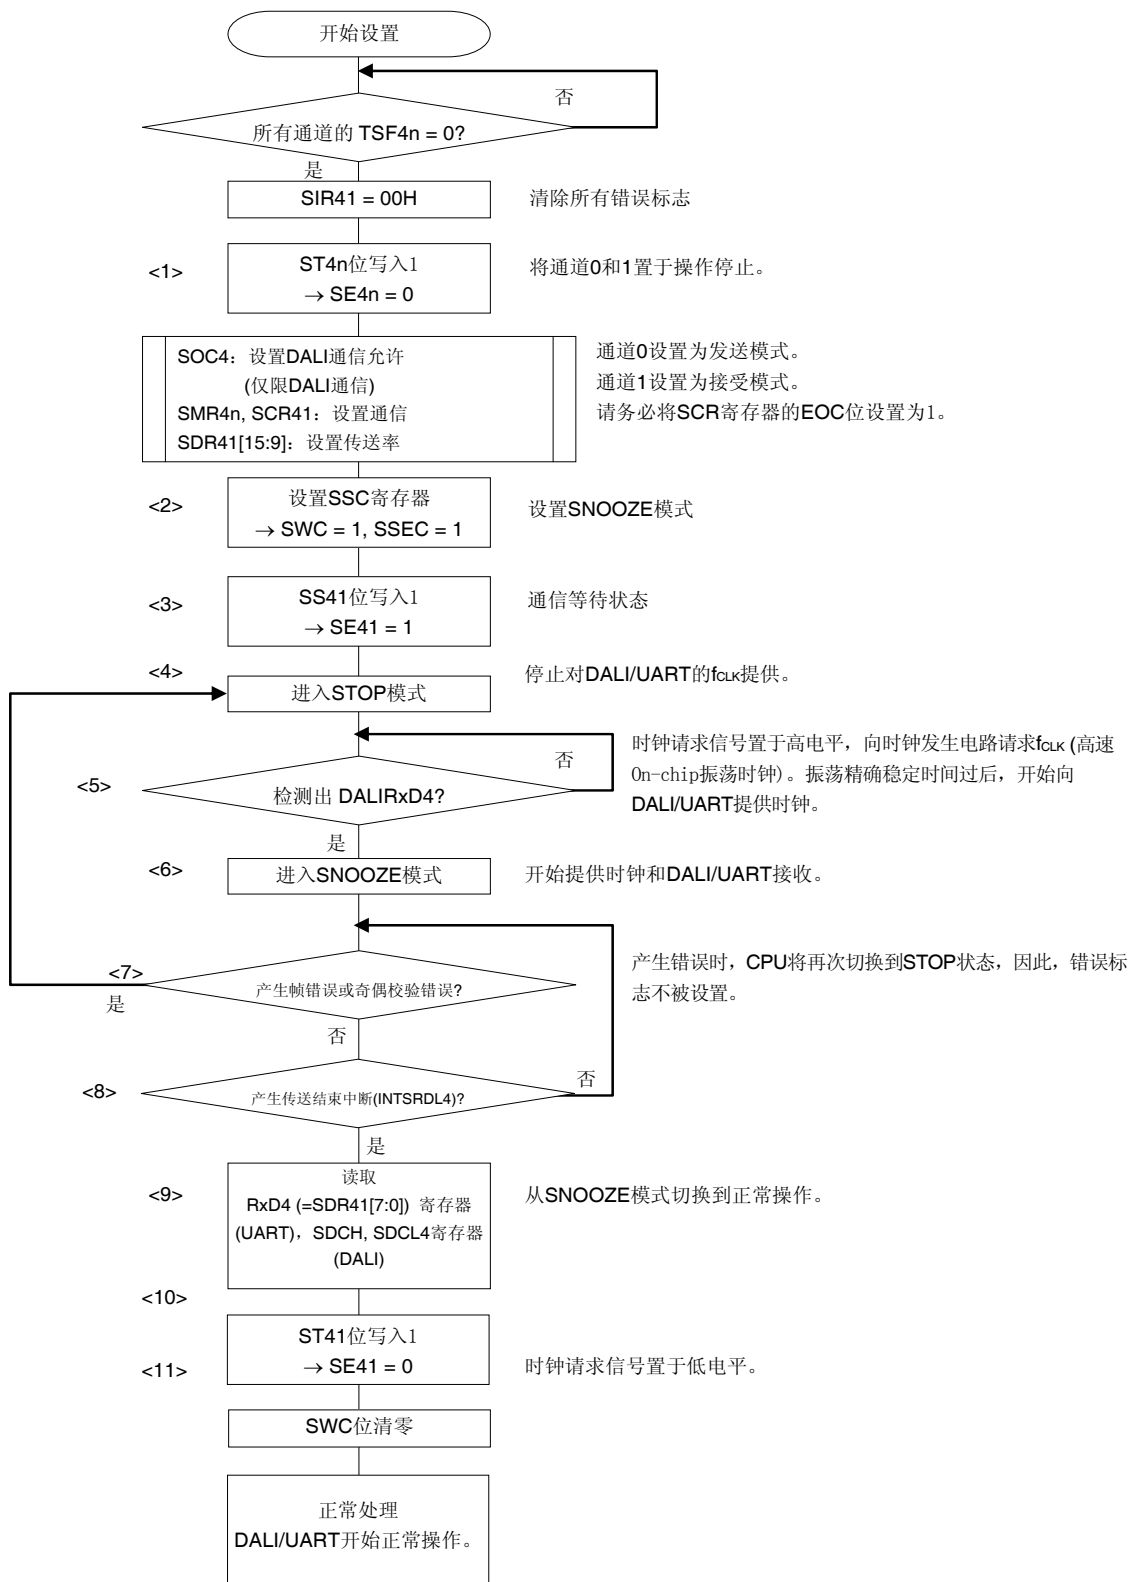 开始设置
否
所有通道的 TSF4n = 0?
是
SIR41 = 00H
清除所有错误标志
<1>
ST4n位写入1
→ SE4n = 0
将通道0和1置于操作停止。
SOC4：设置DALI通信允许
(仅限DALI通信)
SMR4n, SCR41：设置通信
SDR41[15:9]：设置传送率
通道0设置为发送模式。
通道1设置为接受模式。
请务必将SCR寄存器的EOC位设置为1。
<2>
设置SSC寄存器
→ SWC = 1, SSEC = 1
设置SNOOZE模式
<3>
SS41位写入1
→ SE41 = 1
通信等待状态
<4>
进入STOP模式
停止对DALI/UART的fCLK提供。
否
<5>
检测出 DALIRxD4?
时钟请求信号置于高电平，向时钟发生电路请求fCLK (高速
On-chip振荡时钟)。振荡精确稳定时间过后，开始向
DALI/UART提供时钟。
是
<6>
进入SNOOZE模式
开始提供时钟和DALI/UART接收。
<7>
是
产生帧错误或奇偶校验错误?
产生错误时，CPU将再次切换到STOP状态，因此，错误标
志不被设置。
否
<8>
产生传送结束中断(INTSRDL4)?
否
是
<9>
读取
RxD4 (=SDR41[7:0]) 寄存器
(UART)，SDCH, SDCL4寄存器
(DALI)
从SNOOZE模式切换到正常操作。
<10>
ST41位写入1
→ SE41 = 0
<11>
时钟请求信号置于低电平。
SWC位清零
正常处理
DALI/UART开始正常操作。